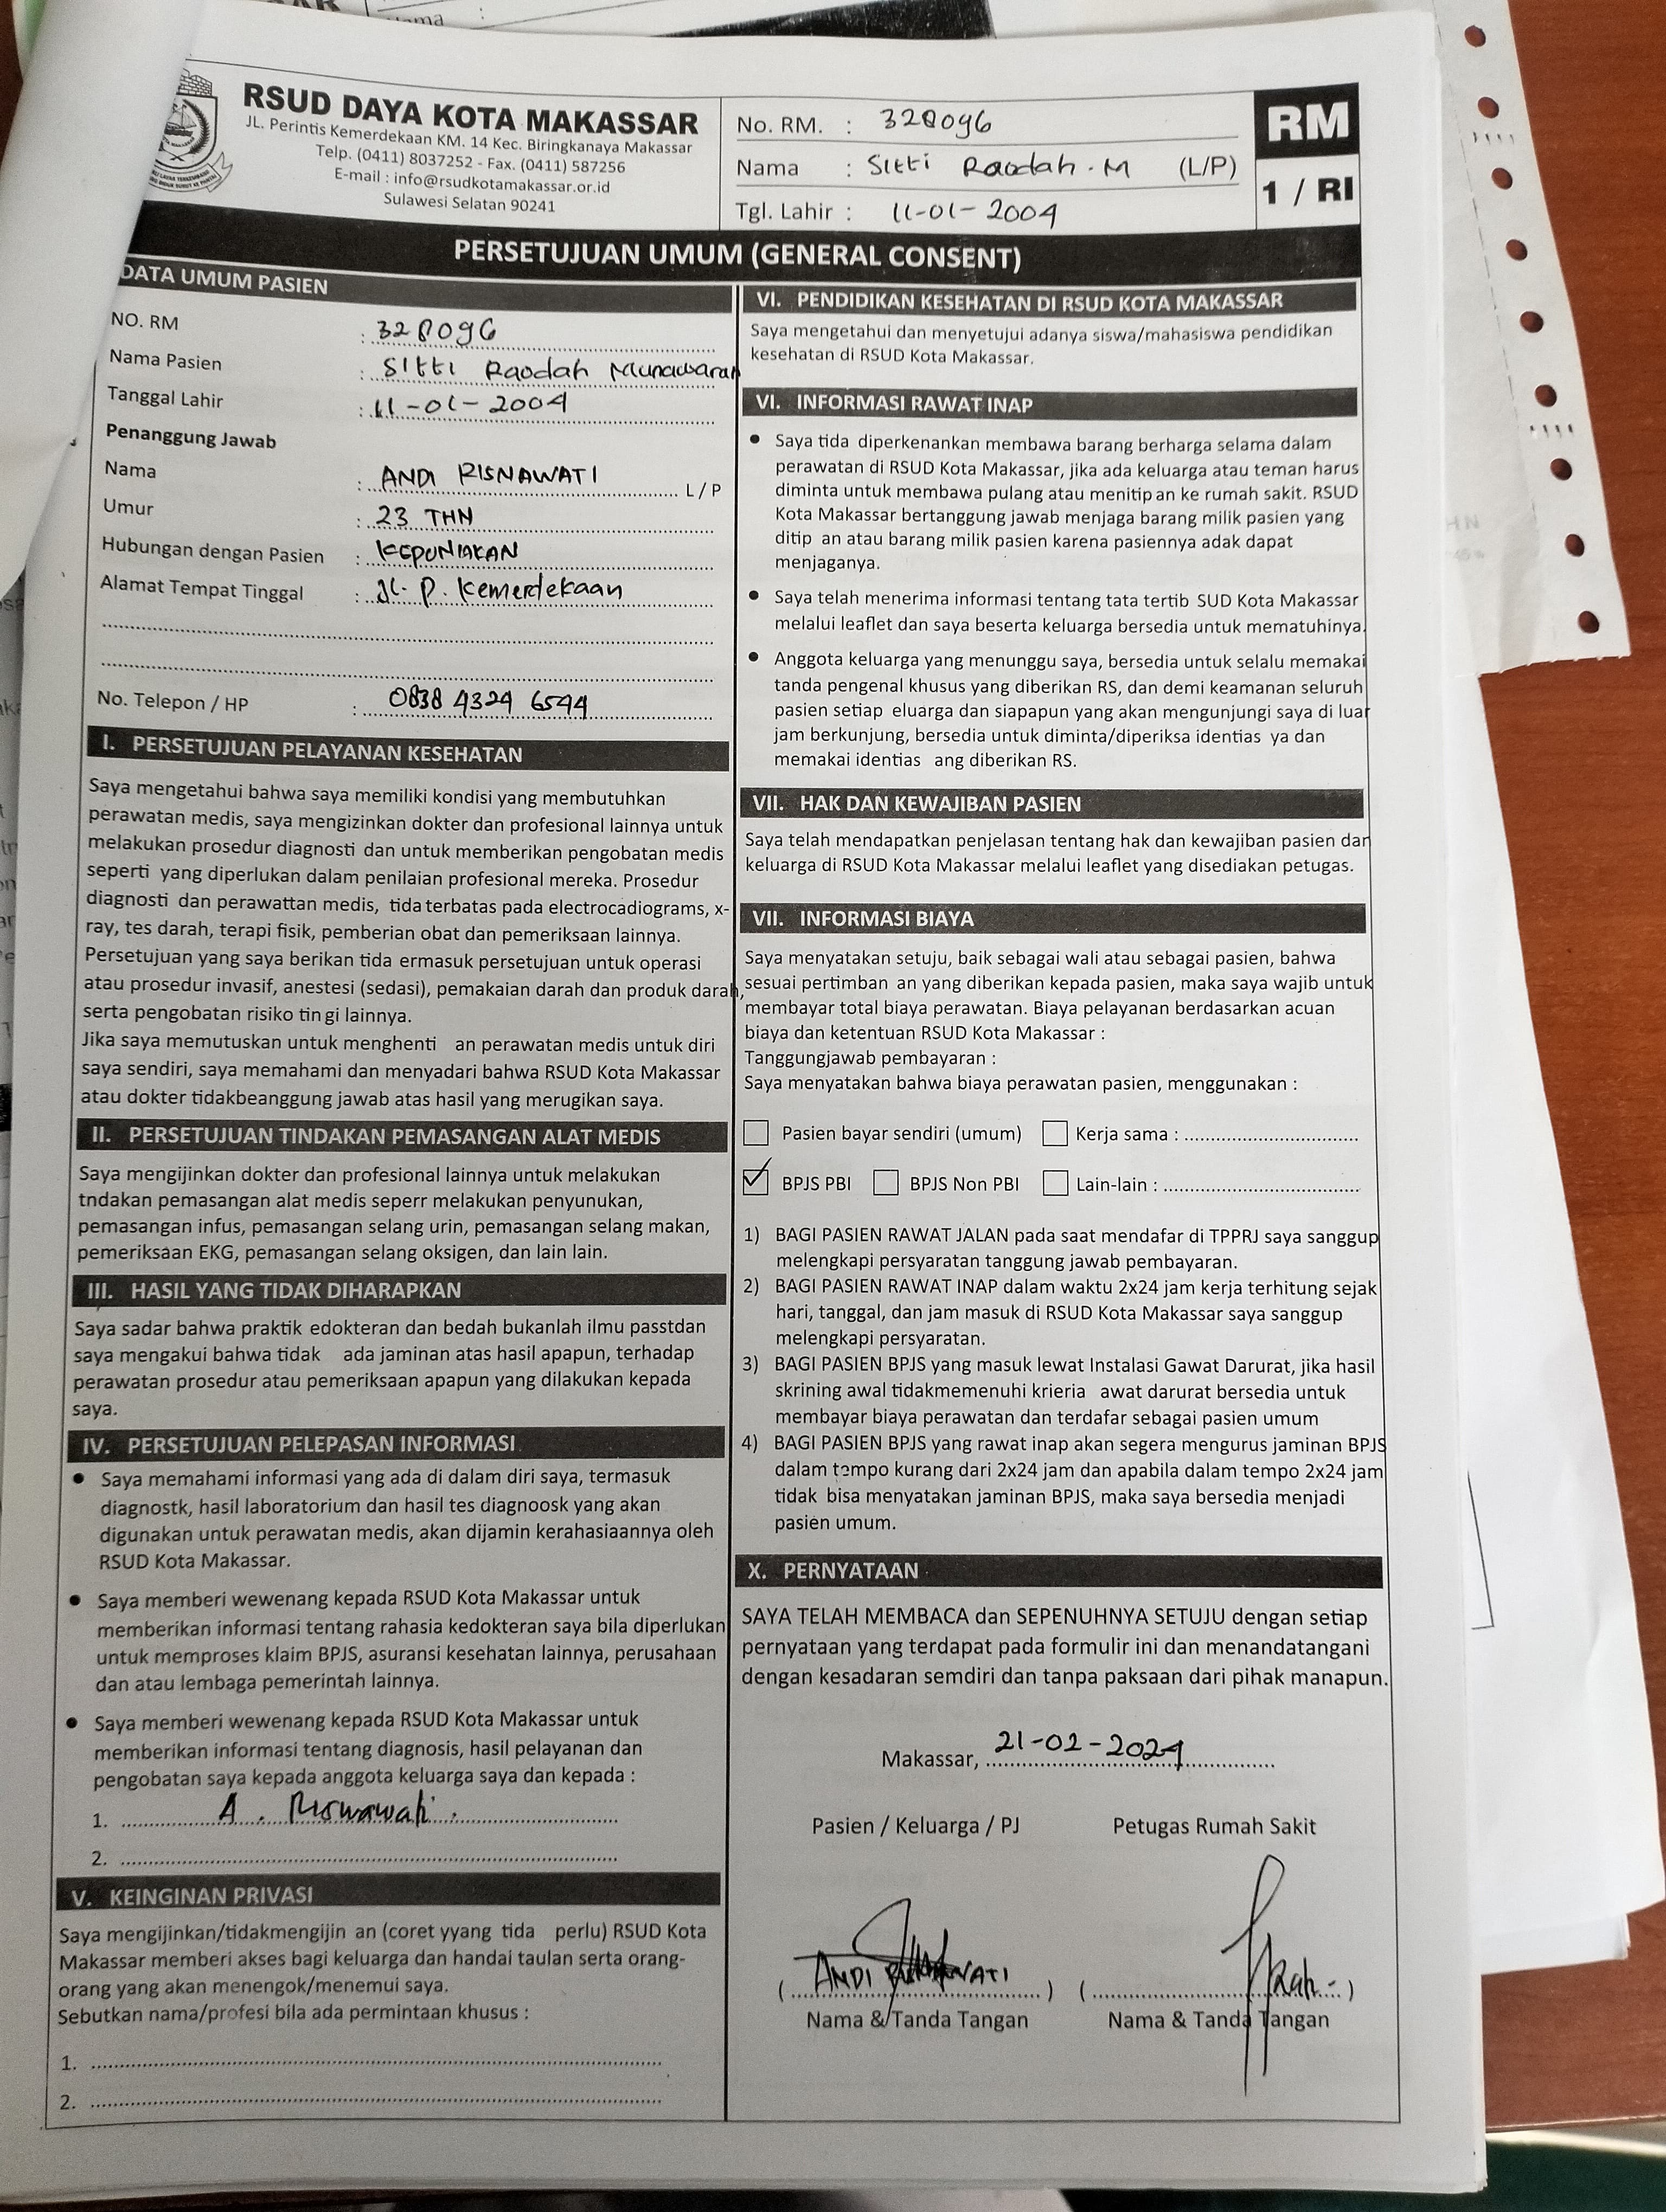 RSUD DAYA KOTA MAKASSAR
JL. Perintis Kemerdekaan KM. 14 Kec. Biringkanaya Makassar
Telp. (0411) 8037252 - Fax. (0411) 587256
E-mail : info@rsudkotamakassar.or.id
Sulawesi Selatan 90241
No. RM. : 328096
Nama : Sitti Raodah . M (L/P)
Tgl. Lahir : 11-01-2004
RM
1 / RI
PERSETUJUAN UMUM (GENERAL CONSENT)
DATA UMUM PASIEN
NO. RM : 328096
Nama Pasien : Sitti Raodah Munawarah
Tanggal Lahir : 11-01-2004
Penanggung Jawab
Nama : ANDI RISNAWATI L / P
Umur : 23 THN
Hubungan dengan Pasien : KEPONIAKAN
Alamat Tempat Tinggal : Jl. P. Kemerdekaan
No. Telepon / HP : 0838 4324 6544
I. PERSETUJUAN PELAYANAN KESEHATAN
Saya mengetahui bahwa saya memiliki kondisi yang membutuhkan
perawatan medis, saya mengizinkan dokter dan profesional lainnya untuk
melakukan prosedur diagnosti dan untuk memberikan pengobatan medis
seperti yang diperlukan dalam penilaian profesional mereka. Prosedur
diagnosti dan perawattan medis, tida terbatas pada electrocadiograms, x-
ray, tes darah, terapi fisik, pemberian obat dan pemeriksaan lainnya.
Persetujuan yang saya berikan tida ermasuk persetujuan untuk operasi
atau prosedur invasif, anestesi (sedasi), pemakaian darah dan produk darah,
serta pengobatan risiko tin gi lainnya.
Jika saya memutuskan untuk menghenti an perawatan medis untuk diri
saya sendiri, saya memahami dan menyadari bahwa RSUD Kota Makassar
atau dokter tidakbeanggung jawab atas hasil yang merugikan saya.
II. PERSETUJUAN TINDAKAN PEMASANGAN ALAT MEDIS
Saya mengijinkan dokter dan profesional lainnya untuk melakukan
tndakan pemasangan alat medis seperr melakukan penyunukan,
pemasangan infus, pemasangan selang urin, pemasangan selang makan,
pemeriksaan EKG, pemasangan selang oksigen, dan lain lain.
III. HASIL YANG TIDAK DIHARAPKAN
Saya sadar bahwa praktik edokteran dan bedah bukanlah ilmu passtdan
saya mengakui bahwa tidak ada jaminan atas hasil apapun, terhadap
perawatan prosedur atau pemeriksaan apapun yang dilakukan kepada
saya.
IV. PERSETUJUAN PELEPASAN INFORMASI
• Saya memahami informasi yang ada di dalam diri saya, termasuk
diagnostk, hasil laboratorium dan hasil tes diagnoosk yang akan
digunakan untuk perawatan medis, akan dijamin kerahasiaannya oleh
RSUD Kota Makassar.
• Saya memberi wewenang kepada RSUD Kota Makassar untuk
memberikan informasi tentang rahasia kedokteran saya bila diperlukan
untuk memproses klaim BPJS, asuransi kesehatan lainnya, perusahaan
dan atau lembaga pemerintah lainnya.
• Saya memberi wewenang kepada RSUD Kota Makassar untuk
memberikan informasi tentang diagnosis, hasil pelayanan dan
pengobatan saya kepada anggota keluarga saya dan kepada :
1. A. Risnawati
2.
V. KEINGINAN PRIVASI
Saya mengijinkan/tidakmengijin an (coret yyang tida perlu) RSUD Kota
Makassar memberi akses bagi keluarga dan handai taulan serta orang-
orang yang akan menengok/menemui saya.
Sebutkan nama/profesi bila ada permintaan khusus :
1.
2.
VI. PENDIDIKAN KESEHATAN DI RSUD KOTA MAKASSAR
Saya mengetahui dan menyetujui adanya siswa/mahasiswa pendidikan
kesehatan di RSUD Kota Makassar.
VI. INFORMASI RAWAT INAP
• Saya tida diperkenankan membawa barang berharga selama dalam
perawatan di RSUD Kota Makassar, jika ada keluarga atau teman harus
diminta untuk membawa pulang atau menitip an ke rumah sakit. RSUD
Kota Makassar bertanggung jawab menjaga barang milik pasien yang
ditip an atau barang milik pasien karena pasiennya adak dapat
menjaganya.
• Saya telah menerima informasi tentang tata tertib SUD Kota Makassar
melalui leaflet dan saya beserta keluarga bersedia untuk mematuhinya.
• Anggota keluarga yang menunggu saya, bersedia untuk selalu memakai
tanda pengenal khusus yang diberikan RS, dan demi keamanan seluruh
pasien setiap eluarga dan siapapun yang akan mengunjungi saya di luar
jam berkunjung, bersedia untuk diminta/diperiksa identias ya dan
memakai identias ang diberikan RS.
VII. HAK DAN KEWAJIBAN PASIEN
Saya telah mendapatkan penjelasan tentang hak dan kewajiban pasien dan
keluarga di RSUD Kota Makassar melalui leaflet yang disediakan petugas.
VII. INFORMASI BIAYA
Saya menyatakan setuju, baik sebagai wali atau sebagai pasien, bahwa
sesuai pertimban an yang diberikan kepada pasien, maka saya wajib untuk
membayar total biaya perawatan. Biaya pelayanan berdasarkan acuan
biaya dan ketentuan RSUD Kota Makassar :
Tanggungjawab pembayaran :
Saya menyatakan bahwa biaya perawatan pasien, menggunakan :
Pasien bayar sendiri (umum) Kerja sama :
✓ BPJS PBI BPJS Non PBI Lain-lain :
1) BAGI PASIEN RAWAT JALAN pada saat mendafar di TPPRJ saya sanggup
melengkapi persyaratan tanggung jawab pembayaran.
2) BAGI PASIEN RAWAT INAP dalam waktu 2x24 jam kerja terhitung sejak
hari, tanggal, dan jam masuk di RSUD Kota Makassar saya sanggup
melengkapi persyaratan.
3) BAGI PASIEN BPJS yang masuk lewat Instalasi Gawat Darurat, jika hasil
skrining awal tidakmemenuhi krieria awat darurat bersedia untuk
membayar biaya perawatan dan terdafar sebagai pasien umum
4) BAGI PASIEN BPJS yang rawat inap akan segera mengurus jaminan BPJS
dalam tempo kurang dari 2x24 jam dan apabila dalam tempo 2x24 jam
tidak bisa menyatakan jaminan BPJS, maka saya bersedia menjadi
pasien umum.
X. PERNYATAAN
SAYA TELAH MEMBACA dan SEPENUHNYA SETUJU dengan setiap
pernyataan yang terdapat pada formulir ini dan menandatangani
dengan kesadaran semdiri dan tanpa paksaan dari pihak manapun.
Makassar, 21-02-2024
Pasien / Keluarga / PJ Petugas Rumah Sakit
(ANDI RISNAWATI) ( )
Nama & Tanda Tangan Nama & Tanda Tangan